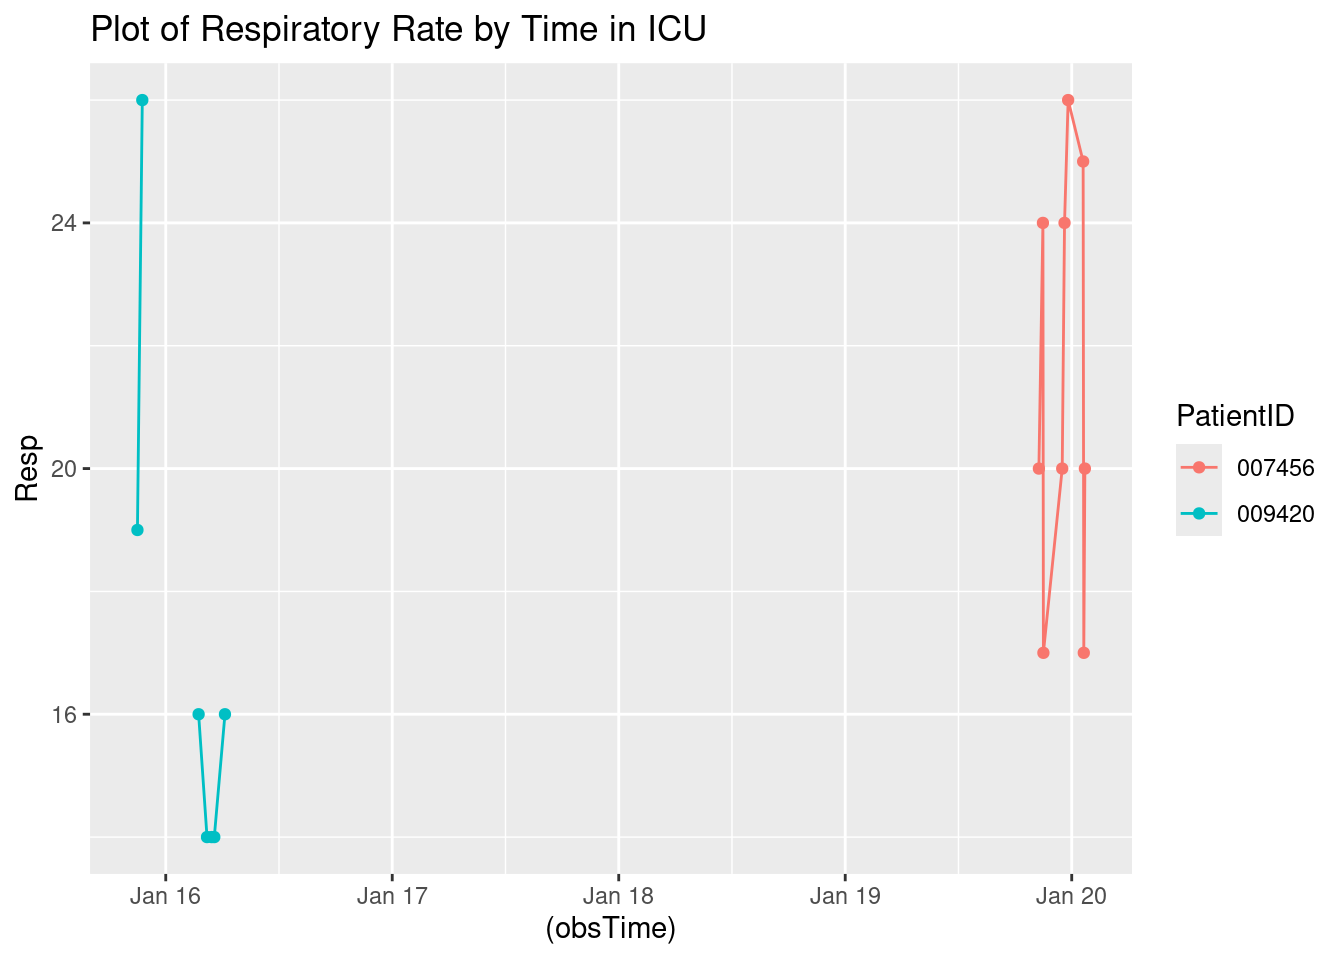 Plot of Respiratory Rate by Time in ICU
Resp
24
20
16
Jan 16
Jan 17
Jan 18
Jan 19
Jan 20
(obsTime)
PatientID
007456
009420